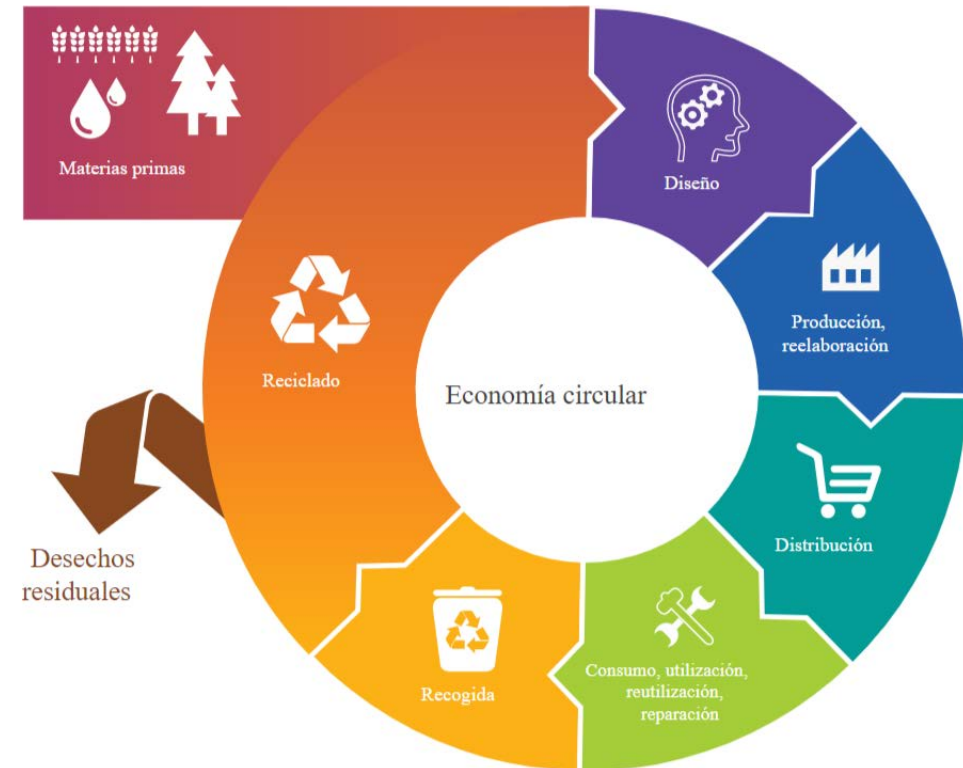 Materias primas
Diseño
Producción,
reelaboración
Distribución
Consumo, utilización,
reutilización,
reparación
Recogida
Reciclado
Economía circular
Desechos
residuales